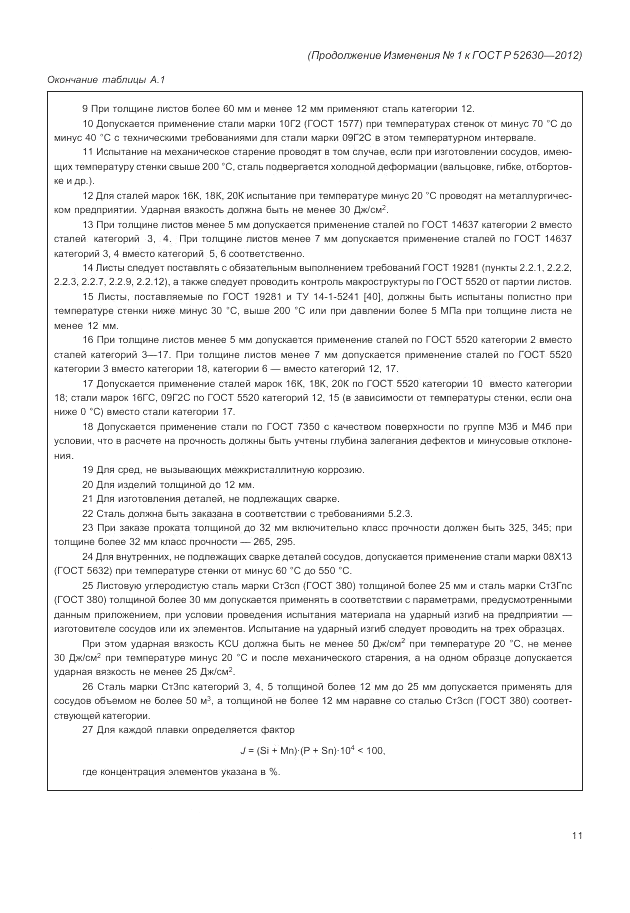 (Продолжение Изменения № 1 к ГОСТ Р 52630—2012)
Окончание таблицы А.1
9 При толщине листов более 60 мм и менее 12 мм применяют сталь категории 12.
10 Допускается применение стали марки 10Г2 (ГОСТ 1577) при температурах стенок от минус 70 °С до
минус 40 °С с техническими требованиями для стали марки 09Г2С в этом температурном интервале.
11 Испытание на механическое старение проводят в том случае, если при изготовлении сосудов, имею-
щих температуру стенки свыше 200 °С, сталь подвергается холодной деформации (вальцовке, гибке, отбортов-
ке и др.).
12 Для сталей марок 16К, 18К, 20К испытание при температуре минус 20 °С проводят на металлургичес-
ком предприятии. Ударная вязкость должна быть не менее 30 Дж/см².
13 При толщине листов менее 5 мм допускается применение сталей по ГОСТ 14637 категории 2 вместо
сталей категорий 3, 4. При толщине листов менее 7 мм допускается применение сталей по ГОСТ 14637
категорий 3, 4 вместо категорий 5, 6 соответственно.
14 Листы следует поставлять с обязательным выполнением требований ГОСТ 19281 (пункты 2.2.1, 2.2.2,
2.2.3, 2.2.7, 2.2.9, 2.2.12), а также следует проводить контроль макроструктуры по ГОСТ 5520 от партии листов.
15 Листы, поставляемые по ГОСТ 19281 и ТУ 14-1-5241 [40], должны быть испытаны полистно при
температуре стенки ниже минус 30 °С, выше 200 °С или при давлении более 5 МПа при толщине листа не
менее 12 мм.
16 При толщине листов менее 5 мм допускается применение сталей по ГОСТ 5520 категории 2 вместо
сталей категорий 3—17. При толщине листов менее 7 мм допускается применение сталей по ГОСТ 5520
категории 3 вместо категории 18, категории 6 — вместо категорий 12, 17.
17 Допускается применение сталей марок 16К, 18К, 20К по ГОСТ 5520 категории 10 вместо категории
18; стали марок 16ГС, 09Г2С по ГОСТ 5520 категорий 12, 15 (в зависимости от температуры стенки, если она
ниже 0 °С) вместо стали категории 17.
18 Допускается применение стали по ГОСТ 7350 с качеством поверхности по группе М3б и М4б при
условии, что в расчете на прочность должны быть учтены глубина залегания дефектов и минусовые отклоне-
ния.
19 Для сред, не вызывающих межкристаллитную коррозию.
20 Для изделий толщиной до 12 мм.
21 Для изготовления деталей, не подлежащих сварке.
22 Сталь должна быть заказана в соответствии с требованиями 5.2.3.
23 При заказе проката толщиной до 32 мм включительно класс прочности должен быть 325, 345; при
толщине более 32 мм класс прочности — 265, 295.
24 Для внутренних, не подлежащих сварке деталей сосудов, допускается применение стали марки 08Х13
(ГОСТ 5632) при температуре стенки от минус 60 °С до 550 °С.
25 Листовую углеродистую сталь марки Ст3сп (ГОСТ 380) толщиной более 25 мм и сталь марки Ст3Гпс
(ГОСТ 380) толщиной более 30 мм допускается применять в соответствии с параметрами, предусмотренными
данным приложением, при условии проведения испытания материала на ударный изгиб на предприятии —
изготовителе сосудов или их элементов. Испытание на ударный изгиб следует проводить на трех образцах.
При этом ударная вязкость KCU должна быть не менее 50 Дж/см² при температуре 20 °С, не менее
30 Дж/см² при температуре минус 20 °С и после механического старения, а на одном образце допускается
ударная вязкость не менее 25 Дж/см².
26 Сталь марки Ст3пс категорий 3, 4, 5 толщиной более 12 мм до 25 мм допускается применять для
сосудов объемом не более 50 м³, а толщиной не более 12 мм наравне со сталью Ст3сп (ГОСТ 380) соответ-
ствующей категории.
27 Для каждой плавки определяется фактор
J = (Si + Mn)·(P + Sn)·10⁴ < 100,
где концентрация элементов указана в %.
11